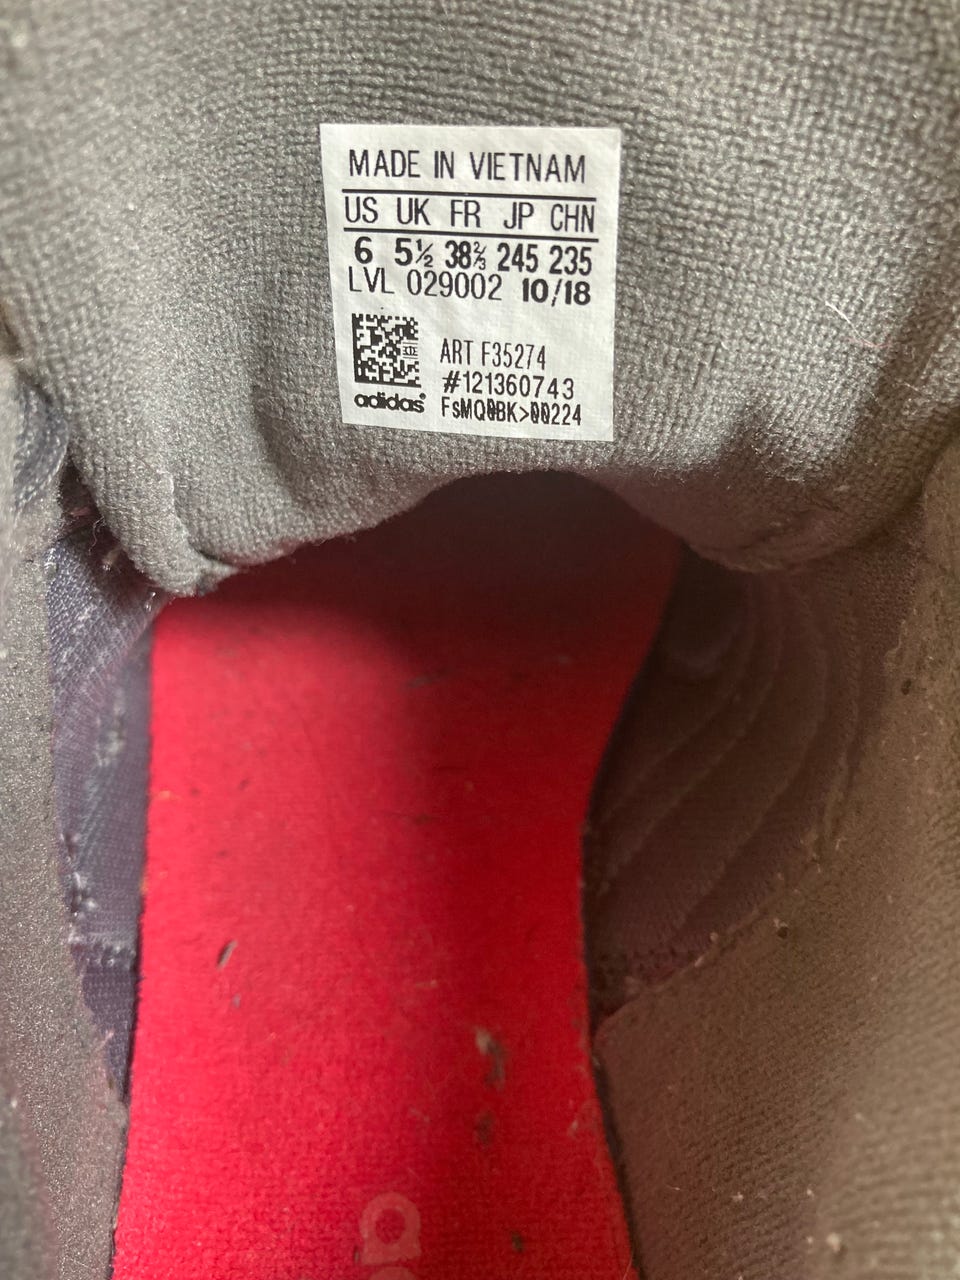 MADE IN VIETNAM
US UK FR JP CHN
6 5½ 38⅔ 245 235
LVL 029002 10/18
ART F35274
#121360743
adidas